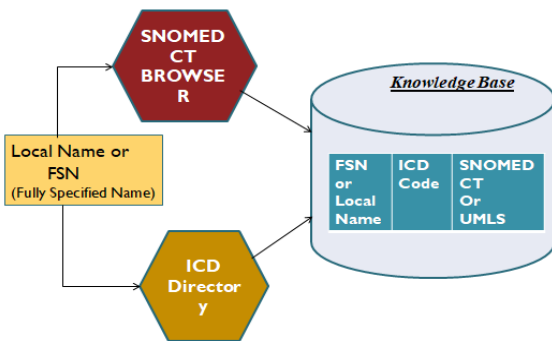 SNOMED
CT
BROWSE
R
Local Name or
FSN
(Fully Specified Name)
ICD
Director
y
Knowledge Base
FSN
or
Local
Name
ICD
Code
SNOMED
CT
Or
UMLS